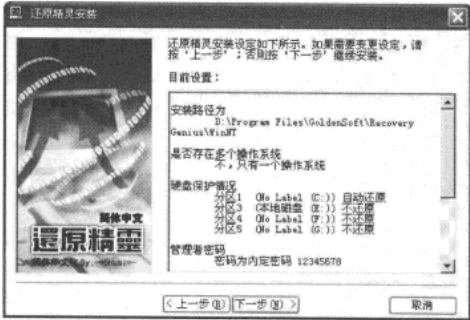 还原精灵安装
还原精灵安装设定如下所示。如果需要变更设定，请
按‘上一步’；否则按‘下一步’继续安装。
目前设置：
安装路径为
D:\Program Files\GoldenSoft\Recovery
Genius\WinNT
是否存在多个操作系统
不，只有一个操作系统
硬盘保护情况
分区1 (No Label (C:)) 自动还原
分区3 (本地磁盘 (E:)) 不还原
分区4 (No Label (F:)) 不还原
分区5 (No Label (G:)) 不还原
管理者密码
密码为内定密码 12345678
简体中文
還原精靈
<上一步(B) 下一步(N)> 取消